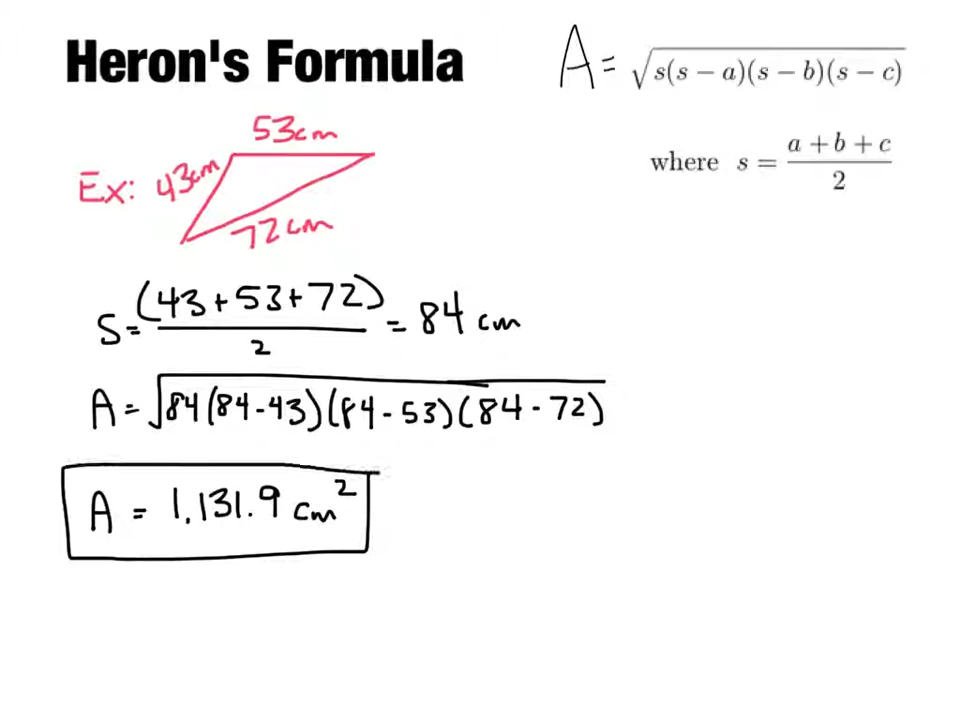 Heron's Formula
A = √s(s − a)(s − b)(s − c)
where s = a + b + c / 2
53cm
Ex: 43cm
72cm
S = (43+53+72) / 2 = 84 cm
A = √84(84-43)(84-53)(84-72)
A = 1,131.9 cm²